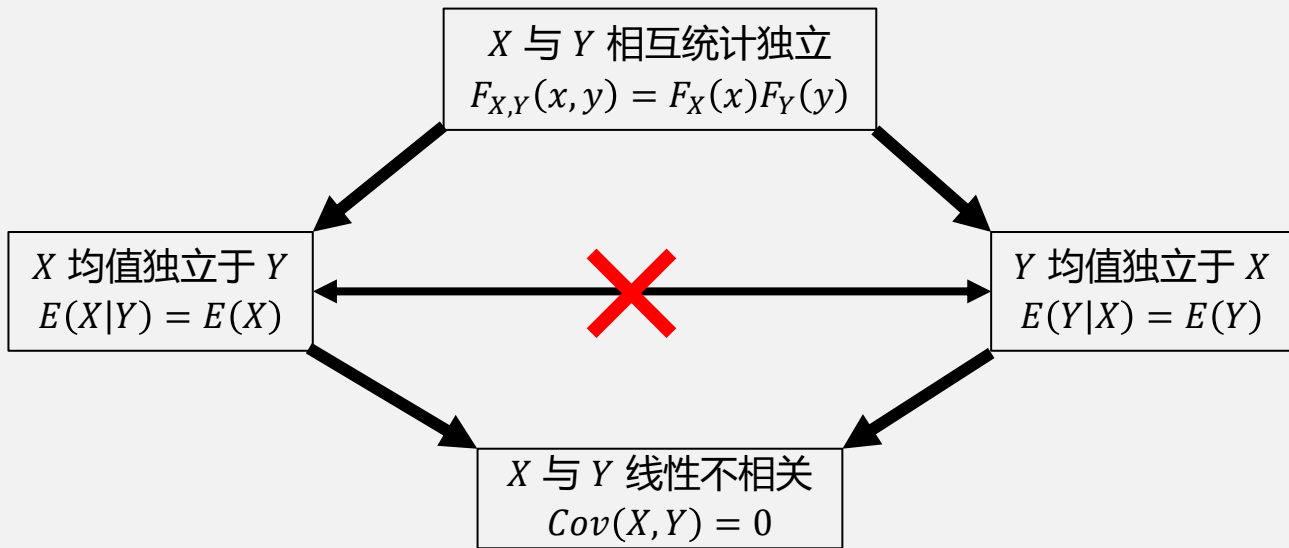 X 与 Y 相互统计独立
F_{X,Y}(x, y) = F_X(x)F_Y(y)
X 均值独立于 Y
E(X|Y) = E(X)
Y 均值独立于 X
E(Y|X) = E(Y)
X 与 Y 线性不相关
Cov(X, Y) = 0